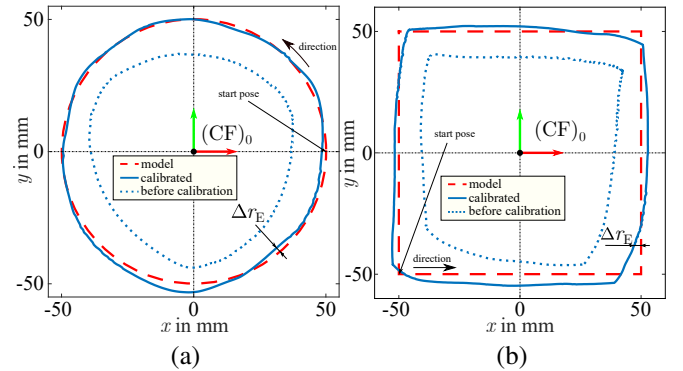 50
0
-50
-50
0
50
y in mm
x in mm
direction
start pose
(CF)₀
model
calibrated
before calibration
Δr_E
(a)
50
0
-50
-50
0
50
y in mm
x in mm
start pose
(CF)₀
model
calibrated
before calibration
Δr_E
direction
(b)